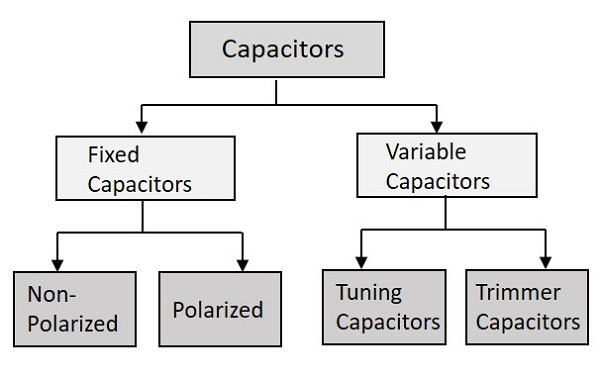 Capacitors
Fixed
Capacitors
Variable
Capacitors
Non-
Polarized
Polarized
Tuning
Capacitors
Trimmer
Capacitors